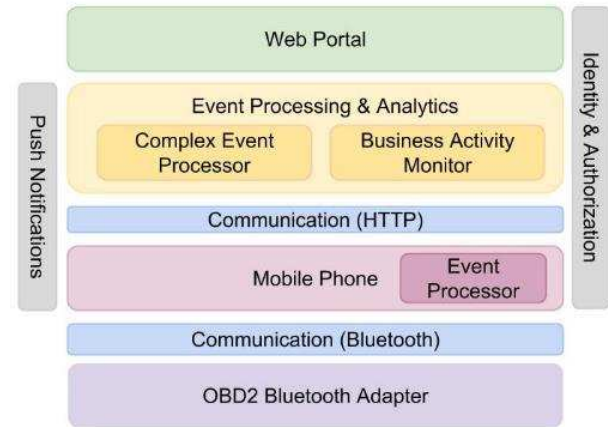 Web Portal
Push Notifications
Identity & Authorization
Event Processing & Analytics
Complex Event
Processor
Business Activity
Monitor
Communication (HTTP)
Mobile Phone
Event
Processor
Communication (Bluetooth)
OBD2 Bluetooth Adapter